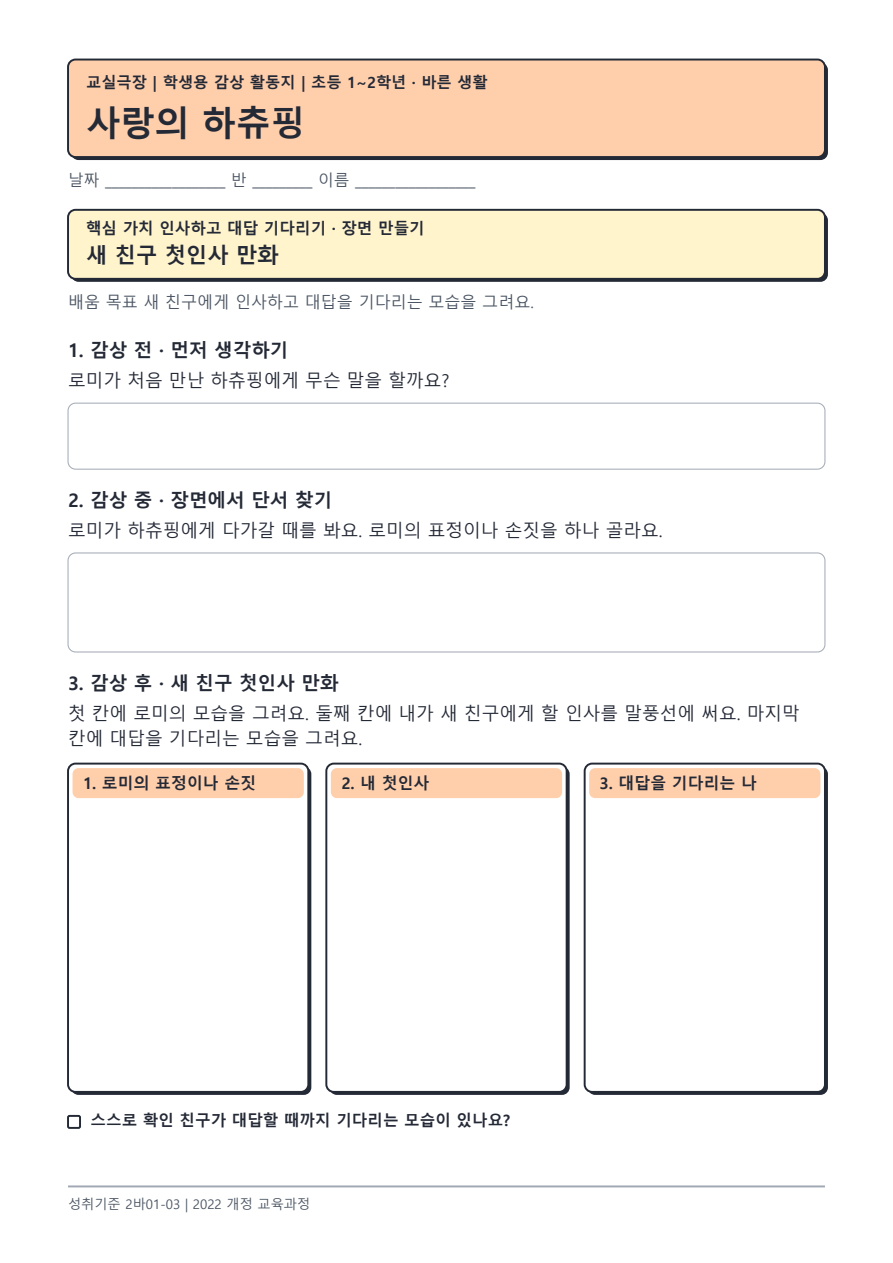 교실극장 | 학생용 감상 활동지 | 초등 1~2학년 · 바른 생활
사랑의 하츄핑
날짜 ______________ 반 _______ 이름 ______________
핵심 가치 인사하고 대답 기다리기 · 장면 만들기
새 친구 첫인사 만화
배움 목표 새 친구에게 인사하고 대답을 기다리는 모습을 그려요.
1. 감상 전 · 먼저 생각하기
로미가 처음 만난 하츄핑에게 무슨 말을 할까요?
2. 감상 중 · 장면에서 단서 찾기
로미가 하츄핑에게 다가갈 때를 봐요. 로미의 표정이나 손짓을 하나 골라요.
3. 감상 후 · 새 친구 첫인사 만화
첫 칸에 로미의 모습을 그려요. 둘째 칸에 내가 새 친구에게 할 인사를 말풍선에 써요. 마지막
칸에 대답을 기다리는 모습을 그려요.
1. 로미의 표정이나 손짓
2. 내 첫인사
3. 대답을 기다리는 나
스스로 확인 친구가 대답할 때까지 기다리는 모습이 있나요?
성취기준 2바01-03 | 2022 개정 교육과정